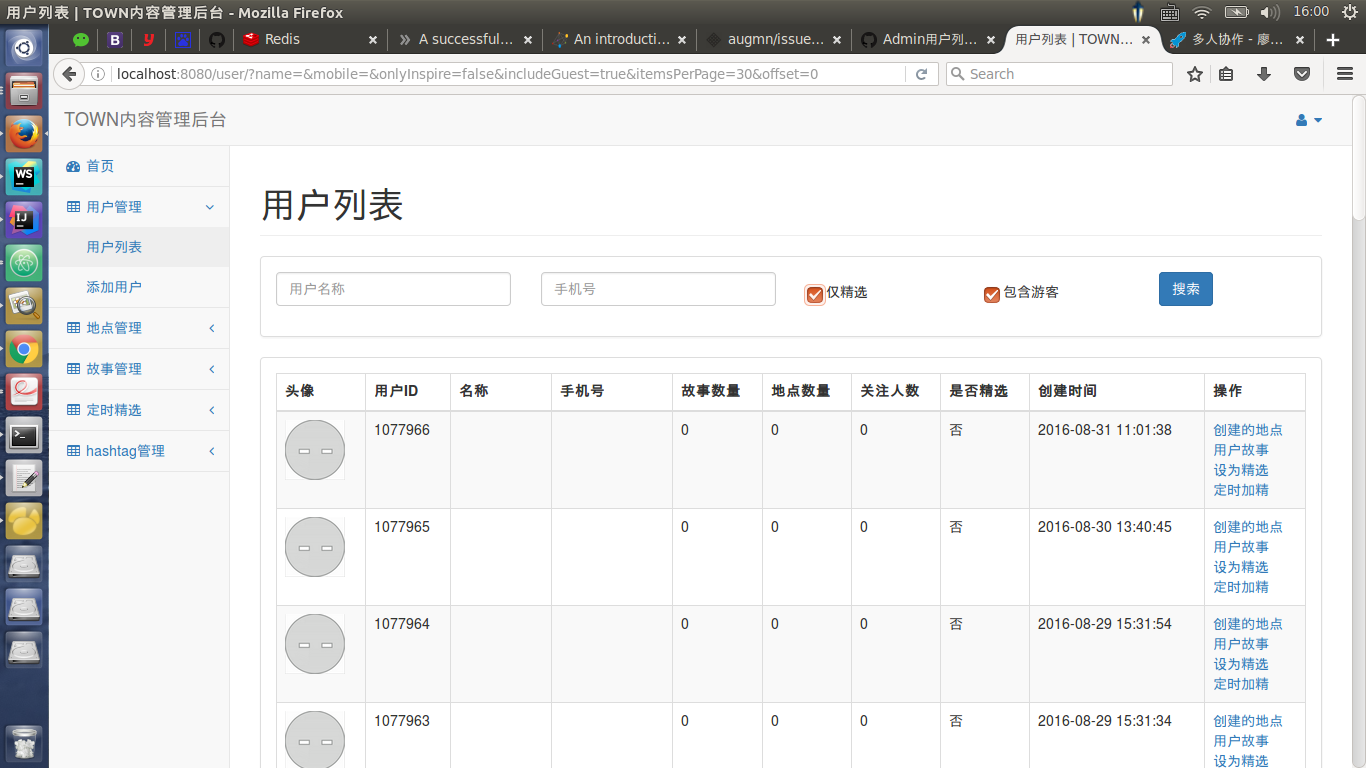 用户列表 | TOWN内容管理后台 - Mozilla Firefox
16:00
B
y
Redis
A successful...
An introducti...
augmn/issue...
Admin用户列...
用户列表 | TOWN...
多人协作 - 廖...
localhost:8080/user/?name=&mobile=&onlyInspire=false&includeGuest=true&itemsPerPage=30&offset=0
Search
TOWN内容管理后台
WS
IJ
首页
用户管理
用户列表
添加用户
地点管理
故事管理
定时精选
hashtag管理
用户列表
用户名称
手机号
仅精选
包含游客
搜索
头像 用户ID 名称 手机号 故事数量 地点数量 关注人数 是否精选 创建时间 操作
1077966 0 0 0 否 2016-08-31 11:01:38 创建的地点
用户故事
设为精选
定时加精
1077965 0 0 0 否 2016-08-30 13:40:45 创建的地点
用户故事
设为精选
定时加精
1077964 0 0 0 否 2016-08-29 15:31:54 创建的地点
用户故事
设为精选
定时加精
1077963 0 0 0 否 2016-08-29 15:31:34 创建的地点
用户故事
设为精选